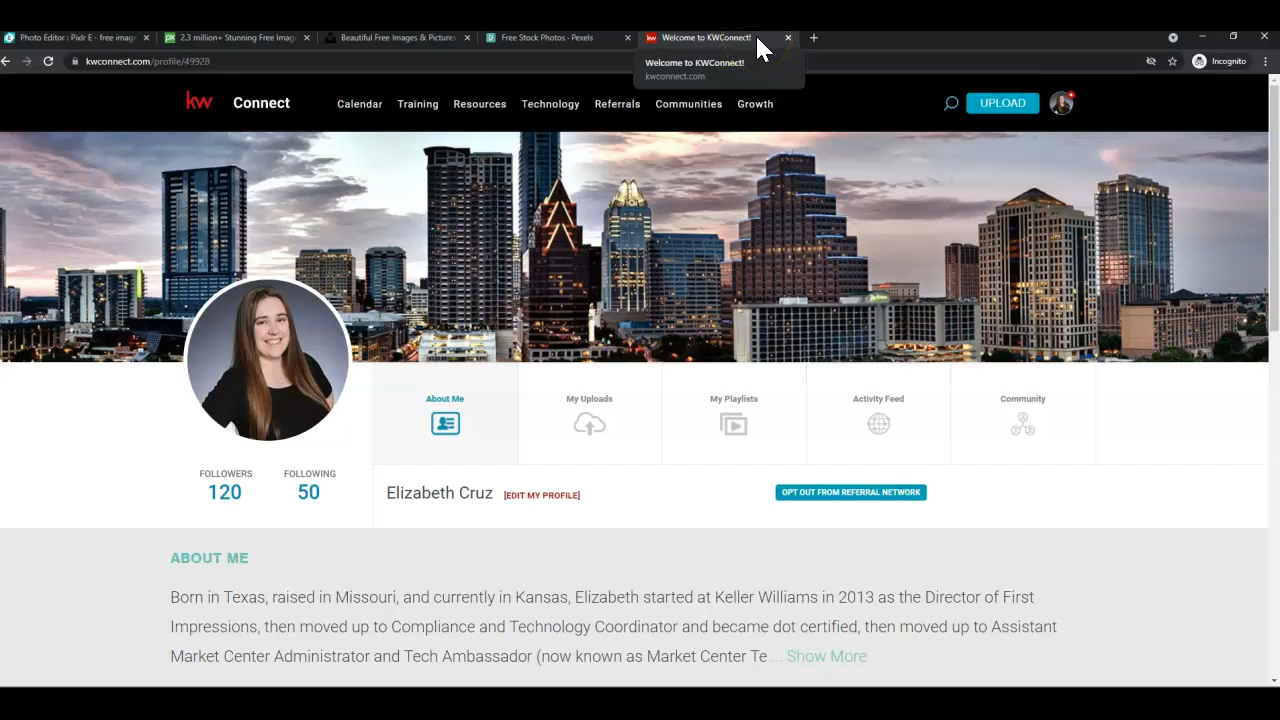 Photo Editor : Pixlr E - free imag
2.3 million+ Stunning Free Imag
Beautiful Free Images & Pictures
Free Stock Photos · Pexels
Welcome to KWConnect!
kwconnect.com/profile/49928
Incognito
Welcome to KWConnect!
kwconnect.com
kw Connect
Calendar Training Resources Technology Referrals Communities Growth
UPLOAD
About Me
My Uploads
My Playlists
Activity Feed
Community
FOLLOWERS
120
FOLLOWING
50
Elizabeth Cruz [EDIT MY PROFILE]
OPT OUT FROM REFERRAL NETWORK
ABOUT ME
Born in Texas, raised in Missouri, and currently in Kansas, Elizabeth started at Keller Williams in 2013 as the Director of First
Impressions, then moved up to Compliance and Technology Coordinator and became dot certified, then moved up to Assistant
Market Center Administrator and Tech Ambassador (now known as Market Center Te ... Show More